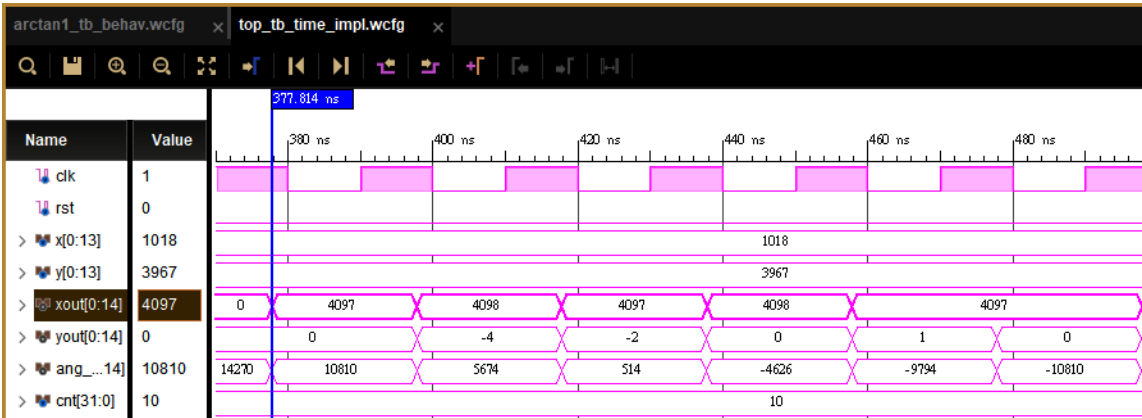 arctan1_tb_behav.wcfg × top_tb_time_impl.wcfg ×
377.814 ns
Name Value 380 ns 400 ns 420 ns 440 ns 460 ns 480 ns
clk 1
rst 0
x[0:13] 1018 1018
y[0:13] 3967 3967
xout[0:14] 4097 0 4097 4098 4097 4098 4097
yout[0:14] 0 0 -4 -2 0 1 0
ang_...14] 10810 14270 10810 5674 514 -4626 -9794 -10810
cnt[31:0] 10 10